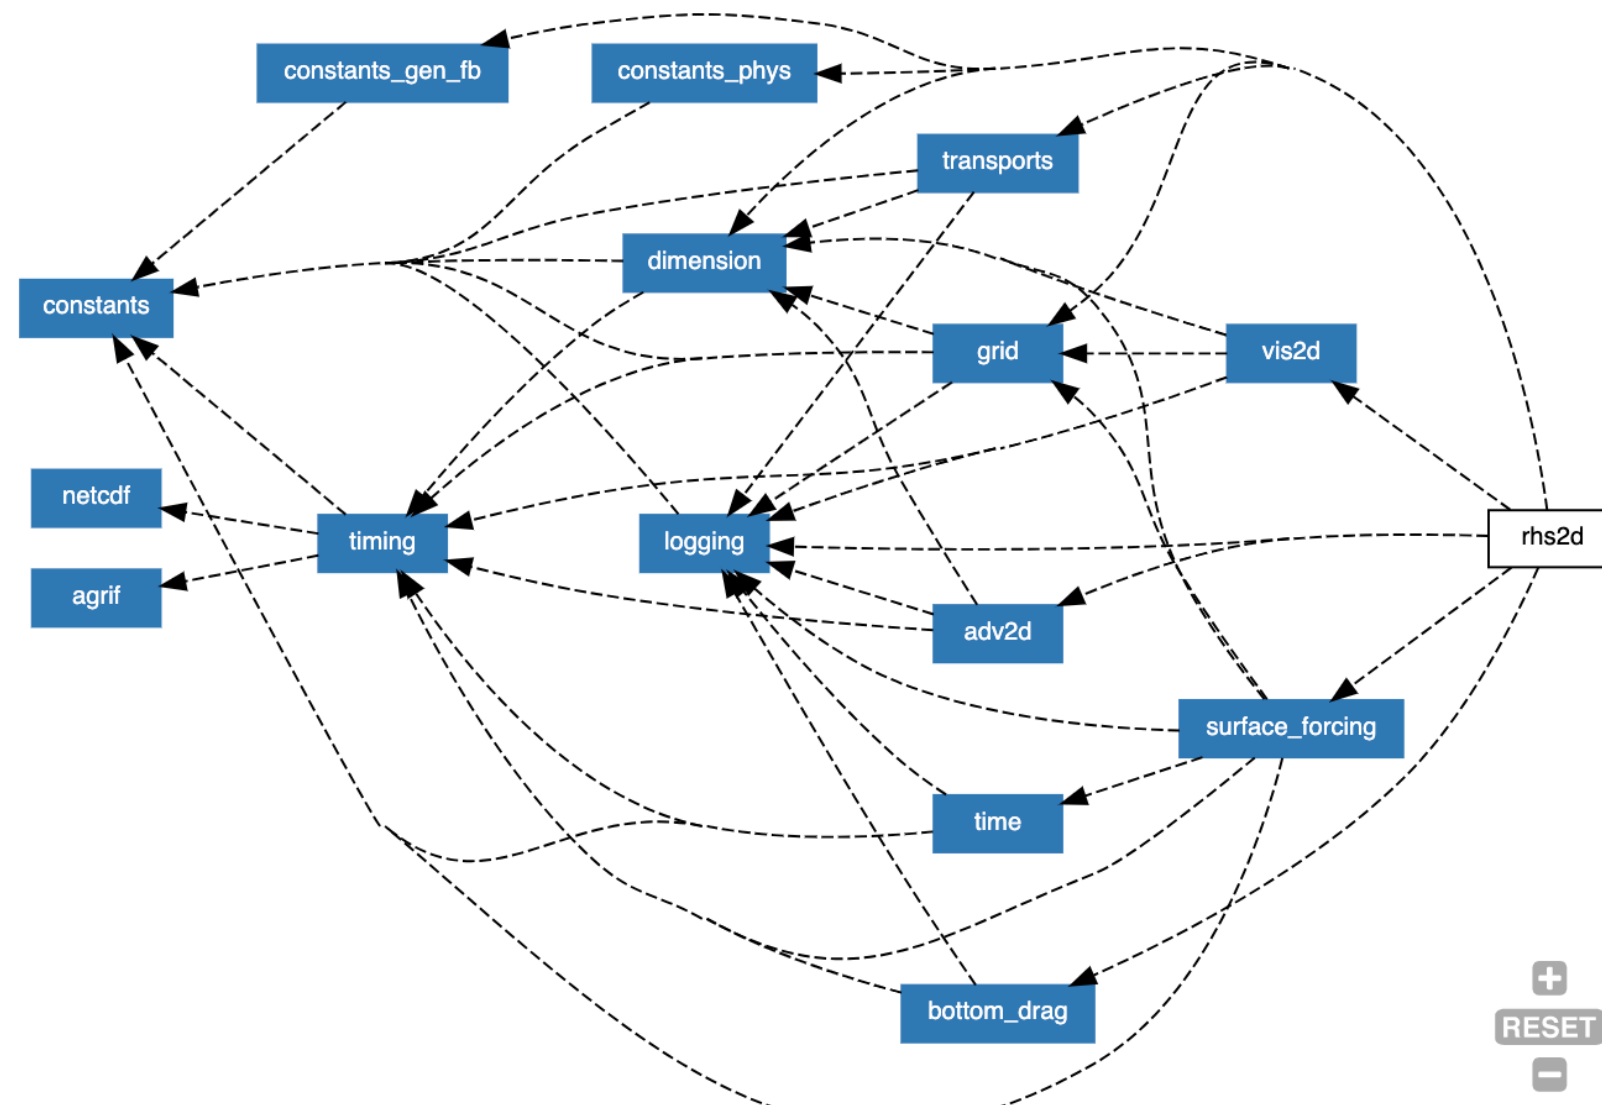 constants_gen_fb
constants_phys
transports
dimension
constants
grid
vis2d
netcdf
timing
logging
rhs2d
agrif
adv2d
surface_forcing
time
bottom_drag
RESET